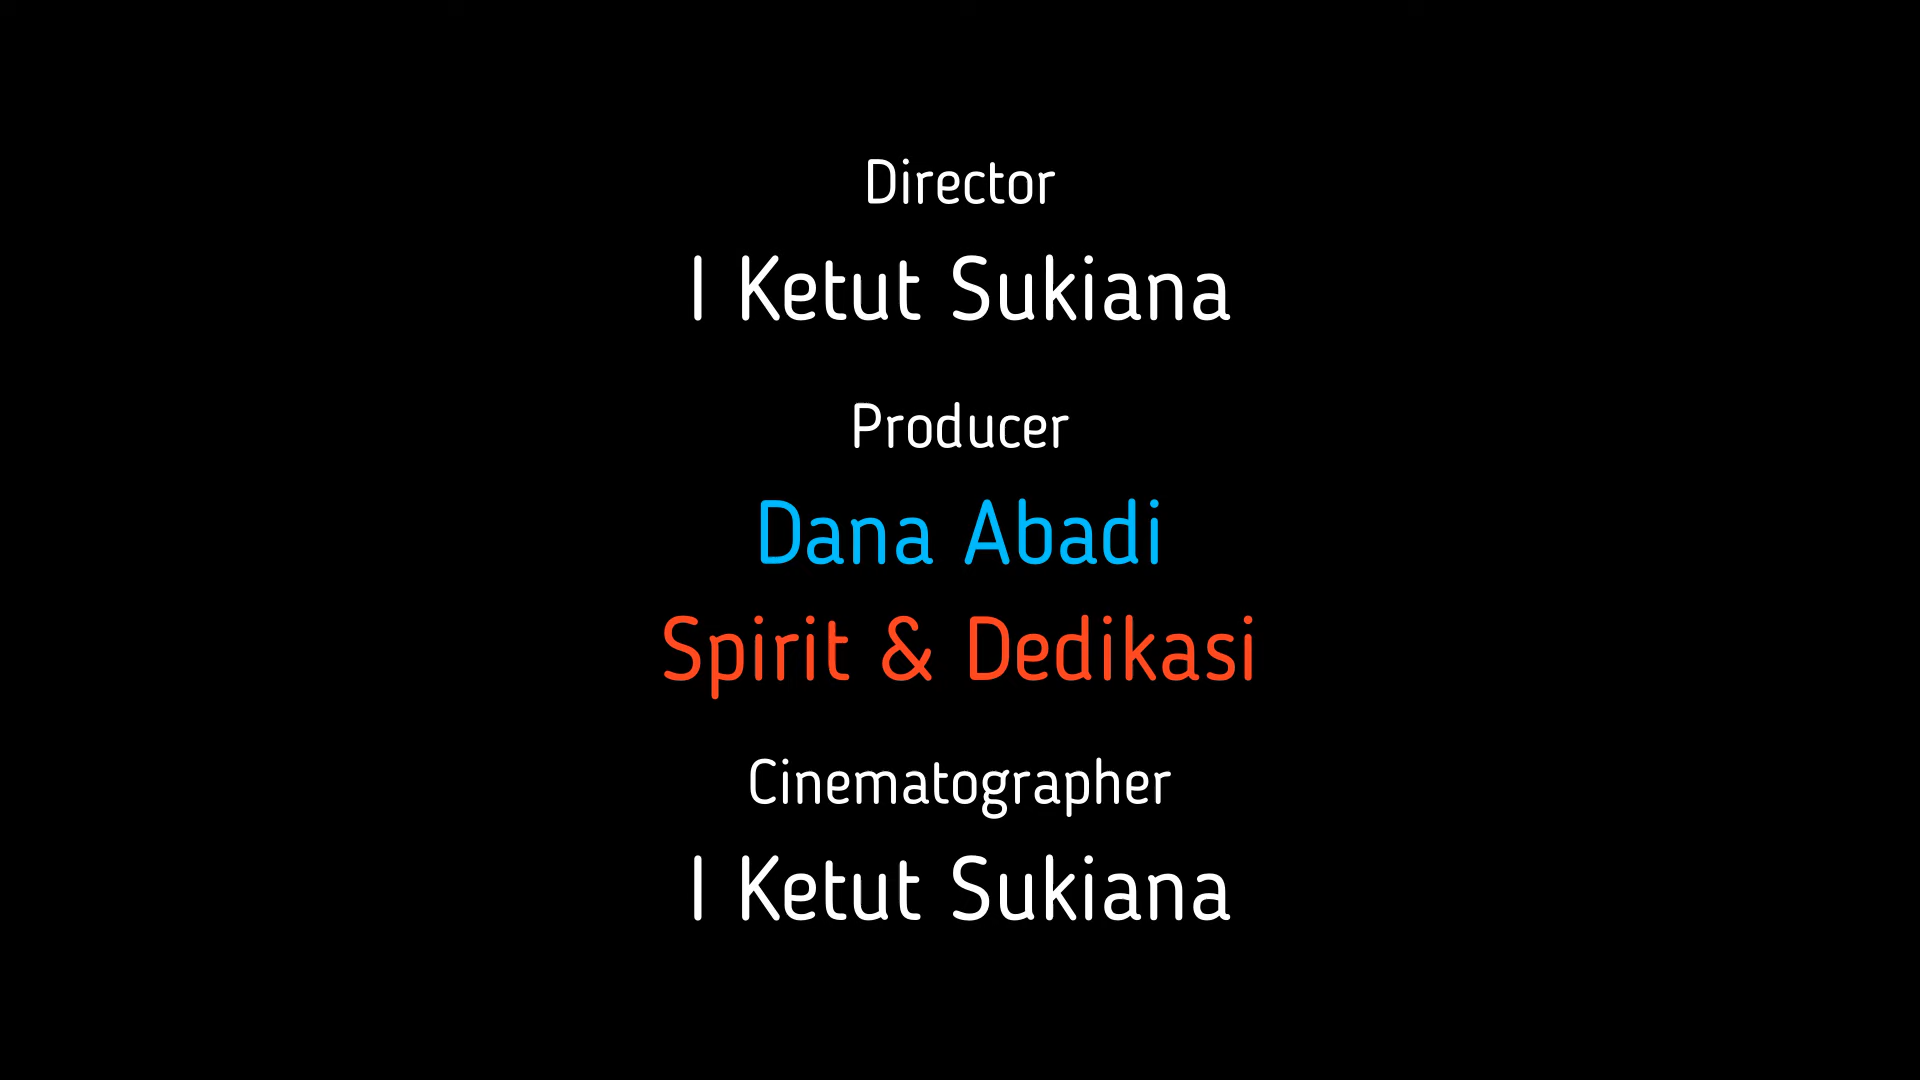 Director
I Ketut Sukiana
Producer
Dana Abadi
Spirit & Dedikasi
Cinematographer
I Ketut Sukiana